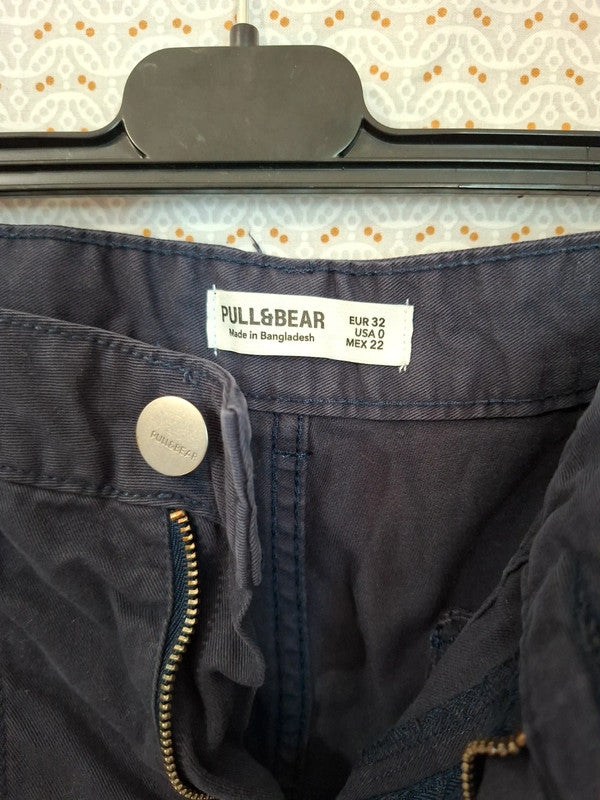 PULL&BEAR
Made in Bangladesh
EUR 32
USA 0
MEX 22
PULL&BEAR